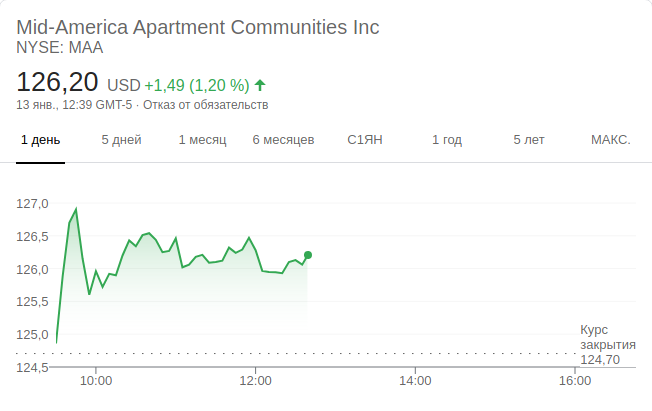 Mid-America Apartment Communities Inc
NYSE: MAA
126,20 USD +1,49 (1,20 %)
13 янв., 12:39 GMT-5 · Отказ от обязательств
1 день 5 дней 1 месяц 6 месяцев С1ЯН 1 год 5 лет МАКС.
127,0
126,5
126,0
125,5
125,0
124,5
Курс
закрытия
124,70
10:00 12:00 14:00 16:00